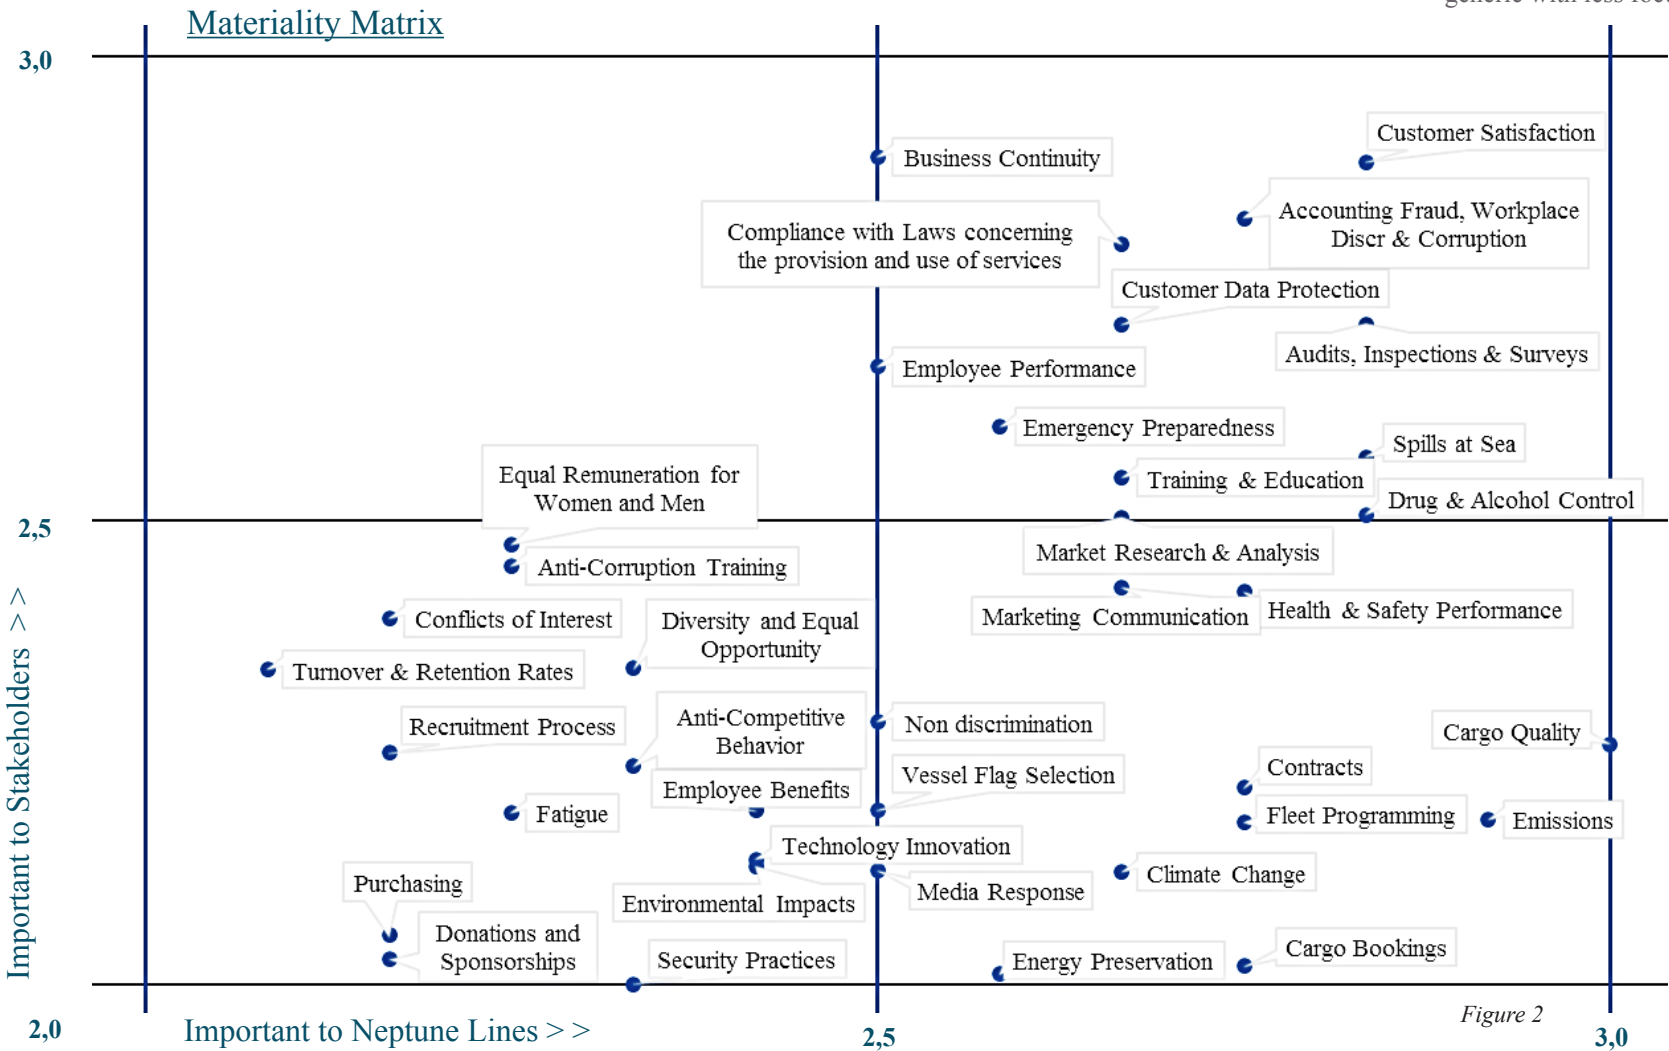 generic with less focu
Materiality Matrix
3,0
Customer Satisfaction
Business Continuity
Accounting Fraud, Workplace
Discr & Corruption
Compliance with Laws concerning
the provision and use of services
Customer Data Protection
Audits, Inspections & Surveys
Employee Performance
Emergency Preparedness
Spills at Sea
Equal Remuneration for
Women and Men
Training & Education
Drug & Alcohol Control
2,5
Market Research & Analysis
Anti-Corruption Training
Conflicts of Interest
Diversity and Equal
Opportunity
Marketing Communication
Health & Safety Performance
Turnover & Retention Rates
Recruitment Process
Anti-Competitive
Behavior
Non discrimination
Cargo Quality
Employee Benefits
Vessel Flag Selection
Contracts
Fatigue
Fleet Programming
Emissions
Technology Innovation
Purchasing
Environmental Impacts
Media Response
Climate Change
Donations and
Sponsorships
Security Practices
Energy Preservation
Cargo Bookings
Important to Stakeholders > >
2,0
Important to Neptune Lines > >
2,5
Figure 2
3,0